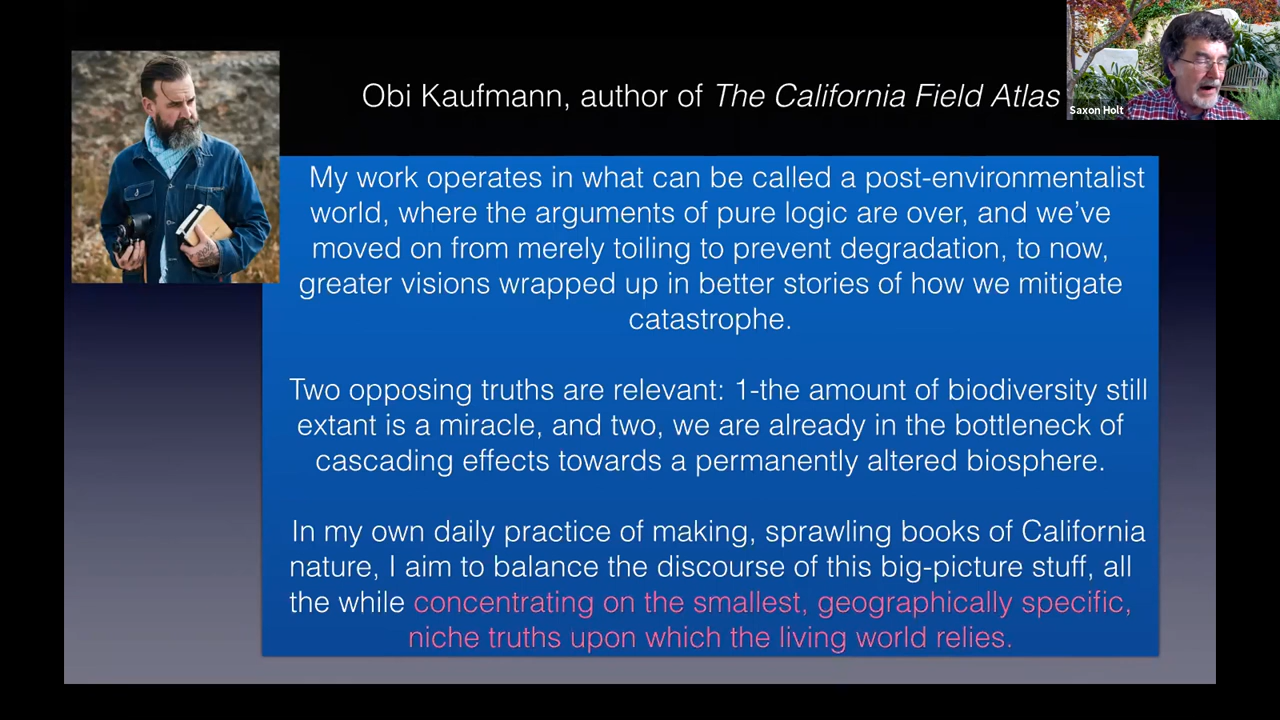 Obi Kaufmann, author of The California Field Atlas
Saxon Holt
My work operates in what can be called a post-environmentalist
world, where the arguments of pure logic are over, and we’ve
moved on from merely toiling to prevent degradation, to now,
greater visions wrapped up in better stories of how we mitigate
catastrophe.
Two opposing truths are relevant: 1-the amount of biodiversity still
extant is a miracle, and two, we are already in the bottleneck of
cascading effects towards a permanently altered biosphere.
In my own daily practice of making, sprawling books of California
nature, I aim to balance the discourse of this big-picture stuff, all
the while concentrating on the smallest, geographically specific,
niche truths upon which the living world relies.